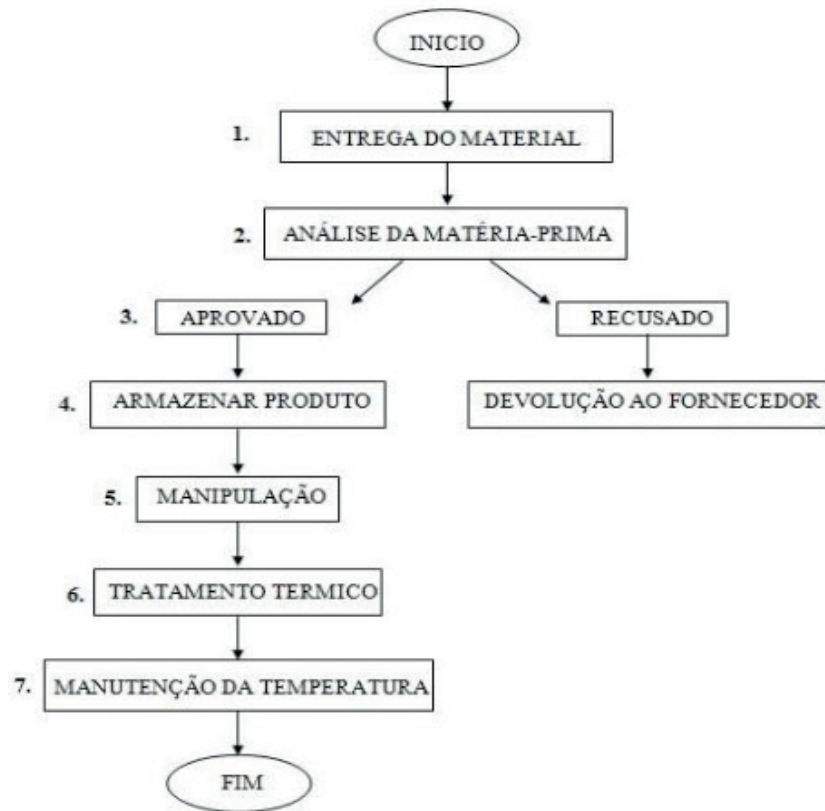 INICIO
1. ENTREGA DO MATERIAL
2. ANÁLISE DA MATÉRIA-PRIMA
3. APROVADO
RECUSADO
4. ARMAZENAR PRODUTO
DEVOLUÇÃO AO FORNECEDOR
5. MANIPULAÇÃO
6. TRATAMENTO TERMICO
7. MANUTENÇÃO DA TEMPERATURA
FIM